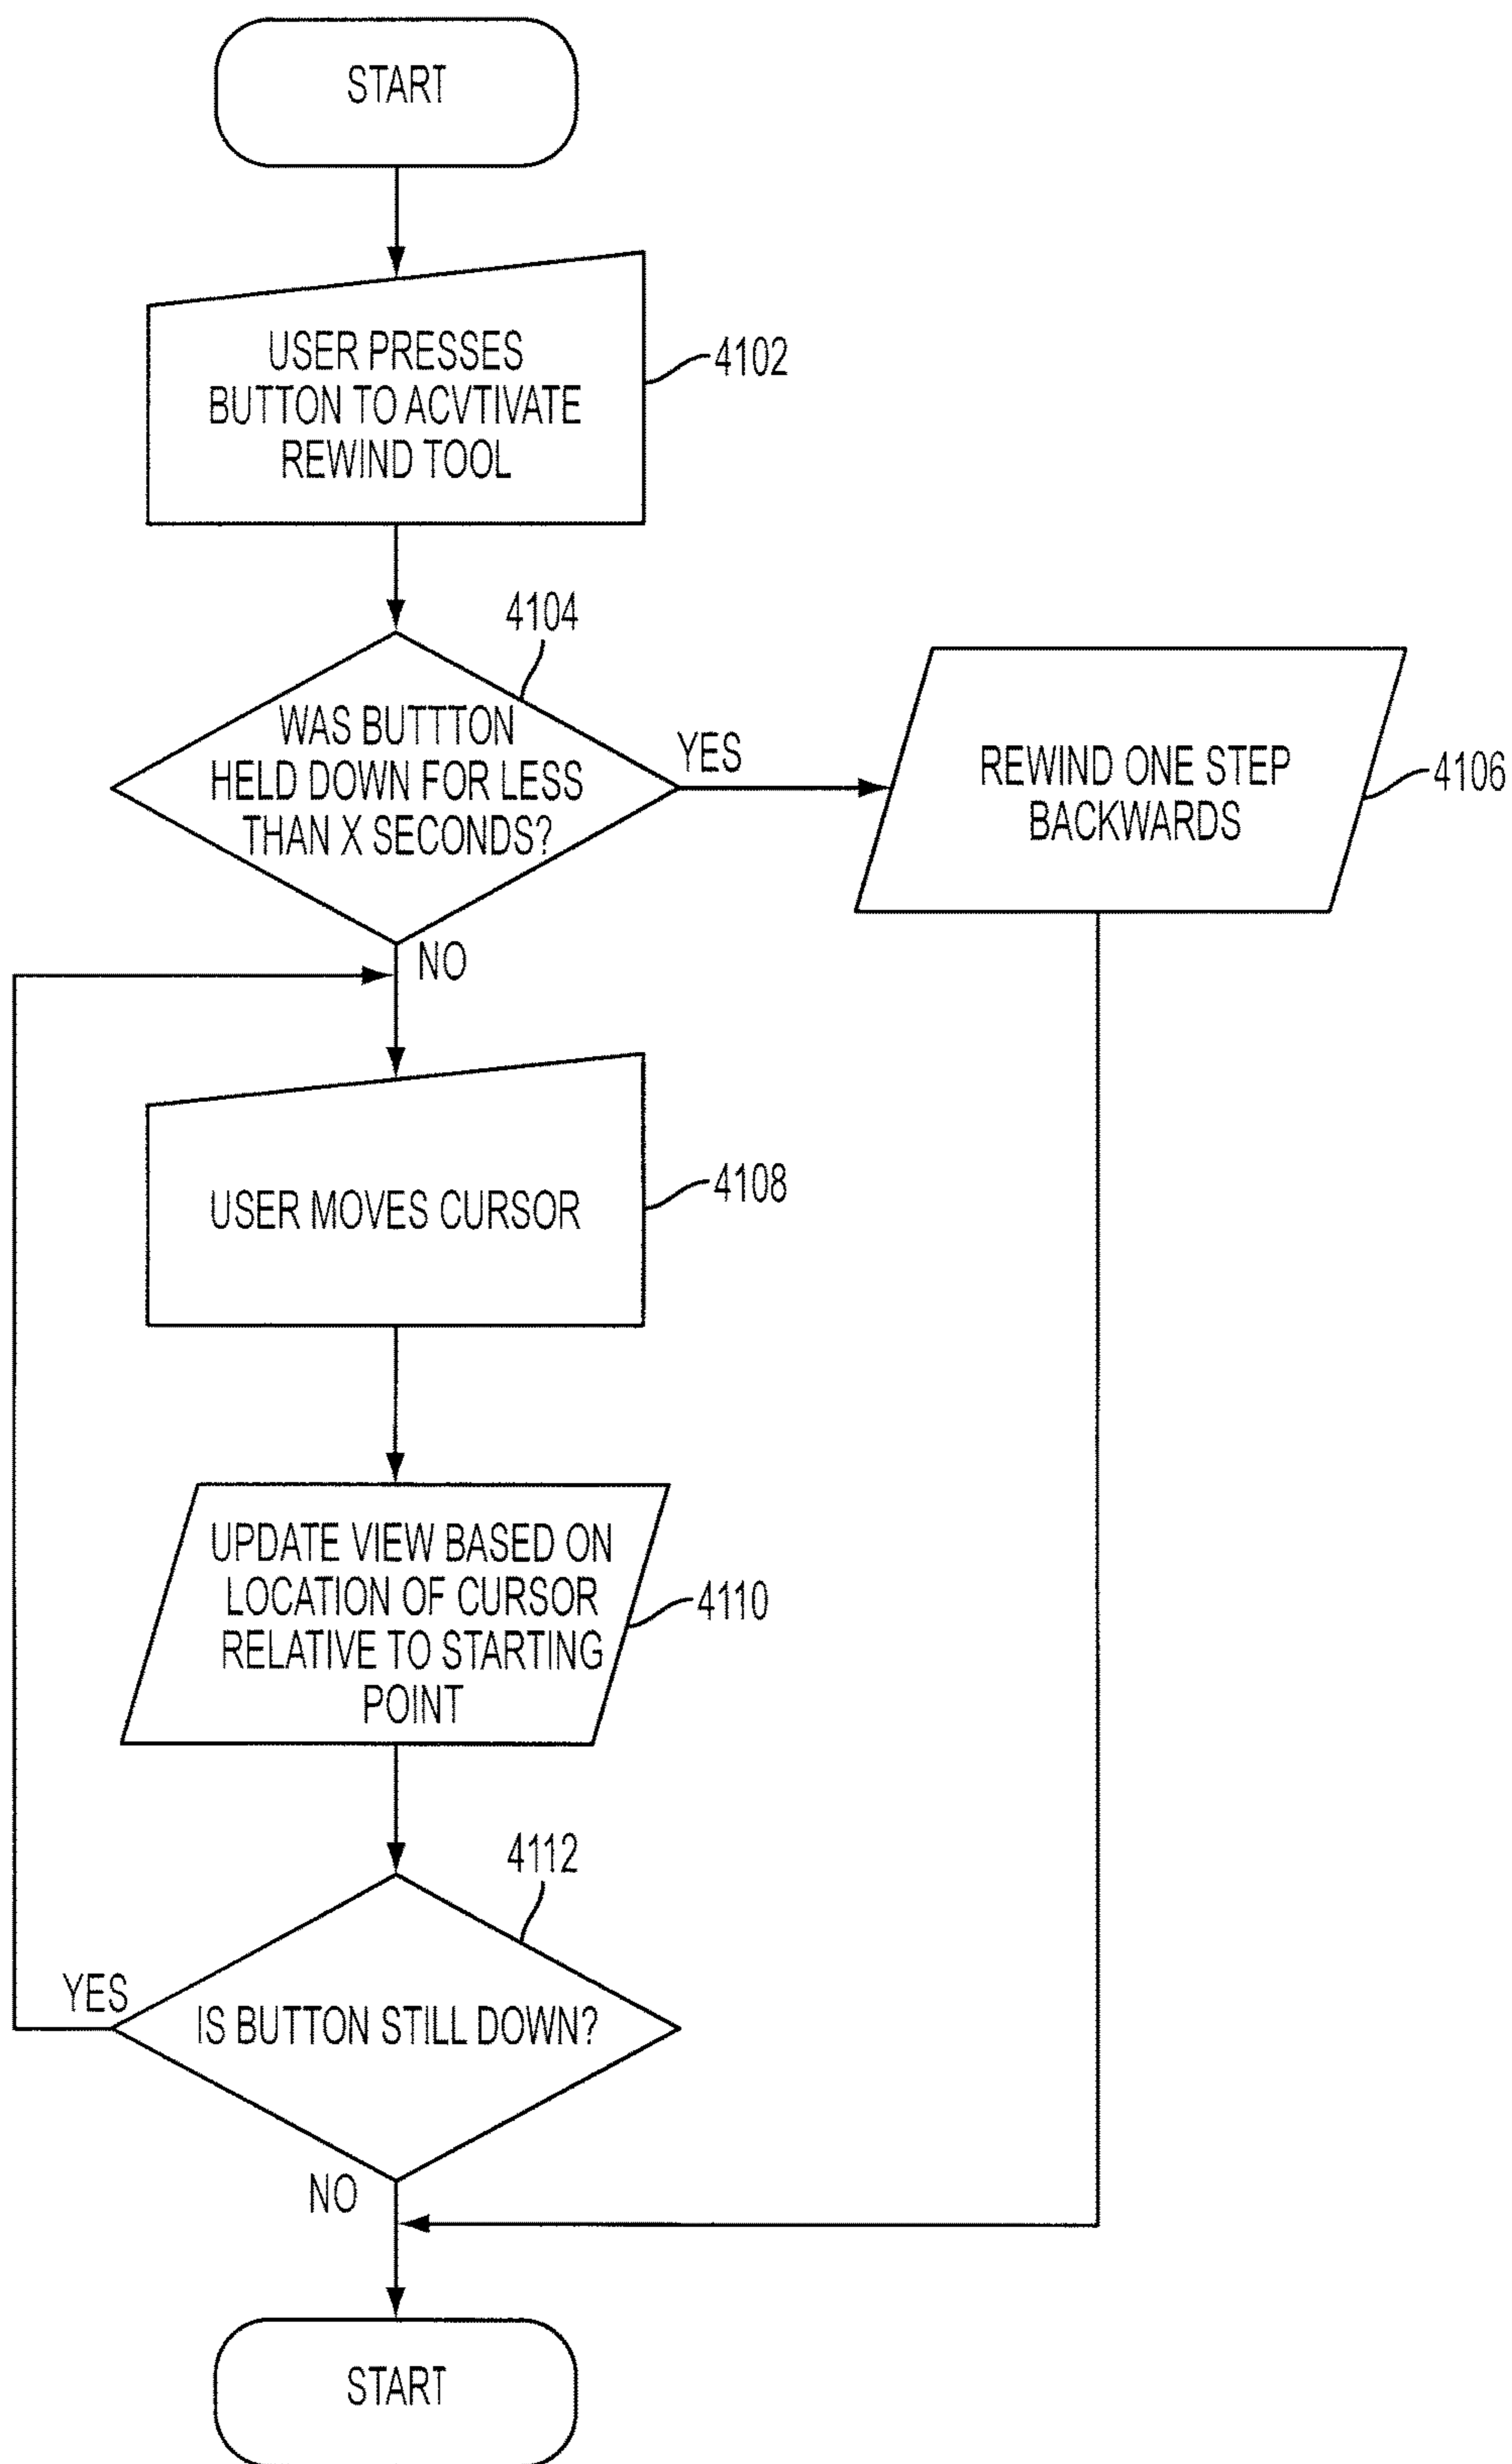 START
USER PRESSES
BUTTON TO ACVTIVATE
REWIND TOOL
4102
4104
WAS BUTTTON
HELD DOWN FOR LESS
THAN X SECONDS?
YES
REWIND ONE STEP
BACKWARDS
4106
NO
USER MOVES CURSOR
4108
UPDATE VIEW BASED ON
LOCATION OF CURSOR
RELATIVE TO STARTING
POINT
4110
4112
YES
IS BUTTON STILL DOWN?
NO
START